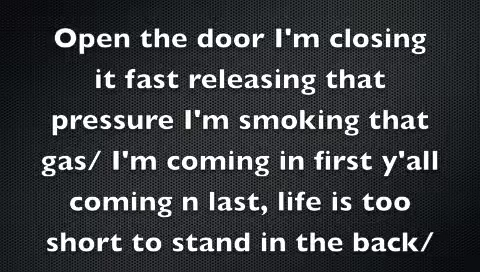 Open the door I'm closing
it fast releasing that
pressure I'm smoking that
gas/ I'm coming in first y'all
coming n last, life is too
short to stand in the back/